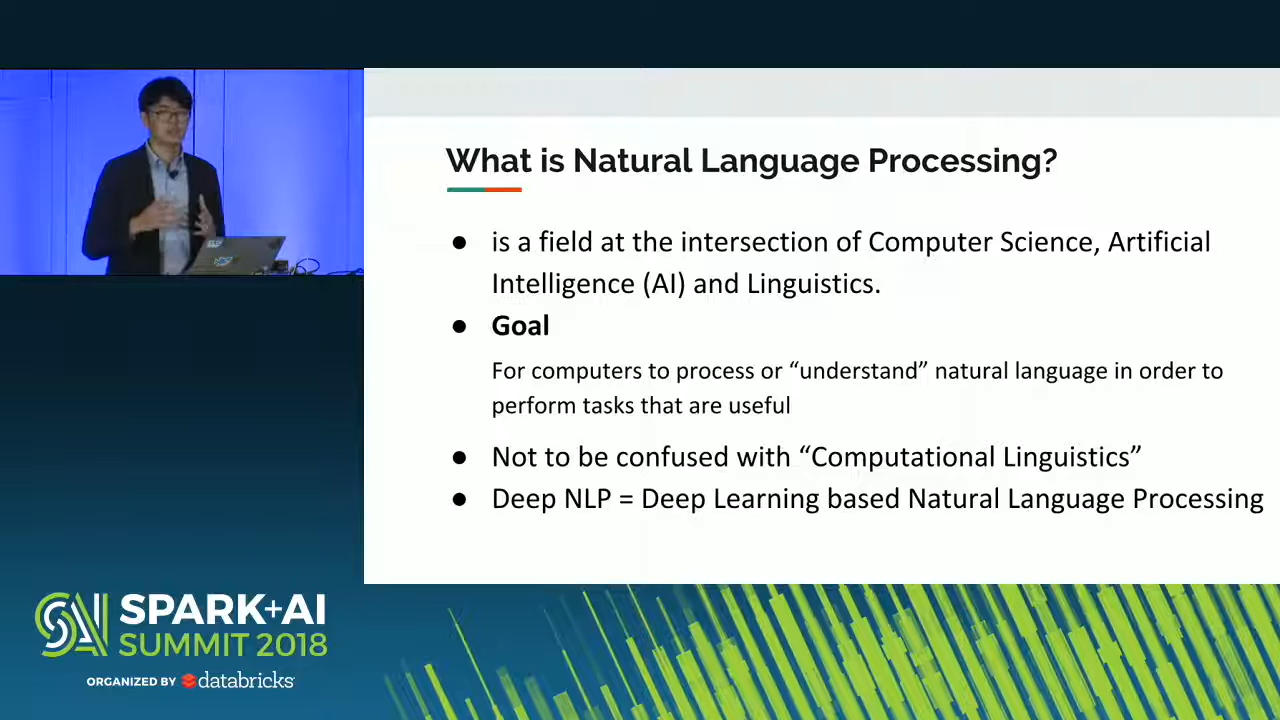 What is Natural Language Processing?
● is a field at the intersection of Computer Science, Artificial
Intelligence (AI) and Linguistics.
● Goal
For computers to process or “understand” natural language in order to
perform tasks that are useful
● Not to be confused with “Computational Linguistics”
● Deep NLP = Deep Learning based Natural Language Processing
SPARK+AI
SUMMIT 2018
ORGANIZED BY databricks